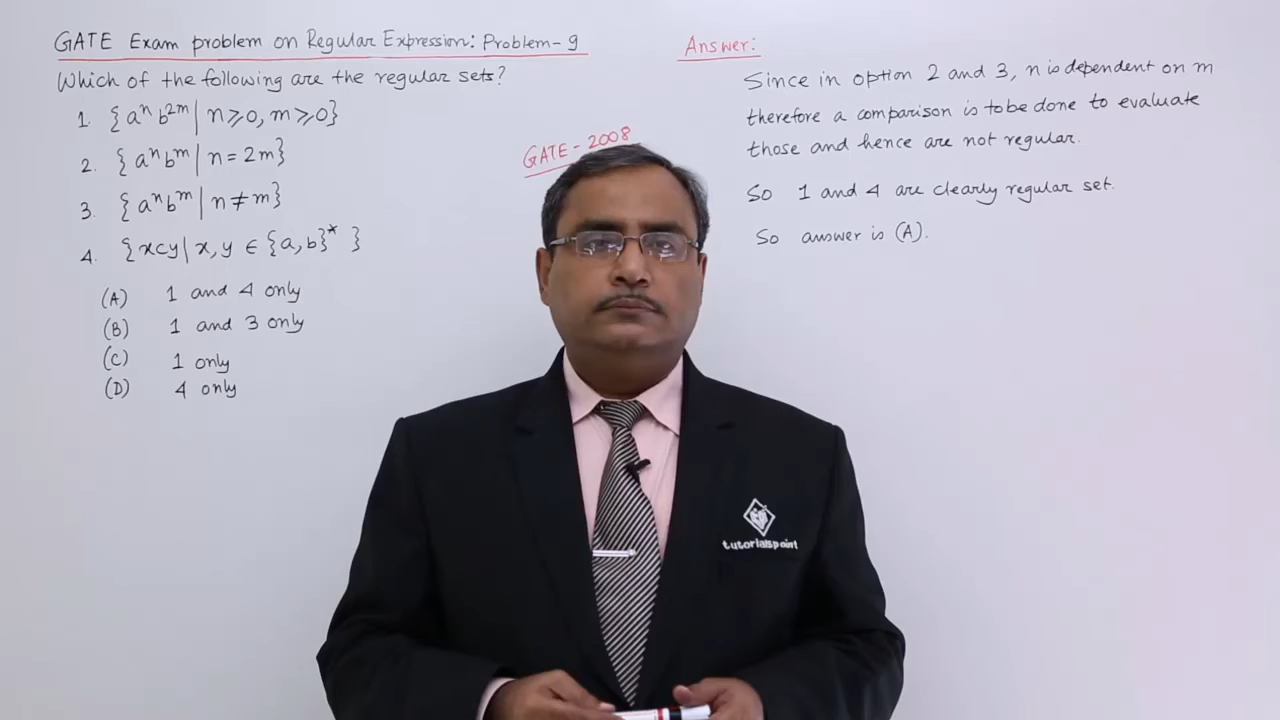 GATE Exam problem on Regular Expression: Problem-9
Which of the following are the regular sets?
1. {aⁿb²ᵐ | n ⩾ 0, m ⩾ 0}
2. {aⁿbᵐ | n = 2m}
3. {aⁿbᵐ | n ≠ m}
4. {xcy | x, y ∈ {a, b}* }
(A) 1 and 4 only
(B) 1 and 3 only
(C) 1 only
(D) 4 only
GATE - 2008
Answer:
Since in option 2 and 3, n is dependent on m
therefore a comparison is to be done to evaluate
those and hence are not regular.
So 1 and 4 are clearly regular set.
So answer is (A).
tutorialspoint